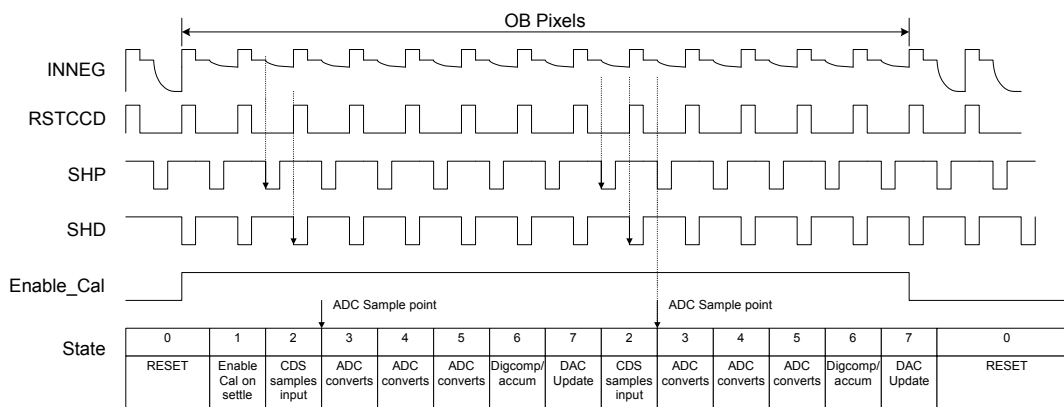 OB Pixels
INNEG
RSTCCD
SHP
SHD
Enable_Cal
ADC Sample point
ADC Sample point
State
0 1 2 3 4 5 6 7 2 3 4 5 6 7 0
RESET
Enable
Cal on
settle
CDS
samples
input
ADC
converts
ADC
converts
ADC
converts
Digcomp/
accum
DAC
Update
CDS
samples
input
ADC
converts
ADC
converts
ADC
converts
Digcomp/
accum
DAC
Update
RESET